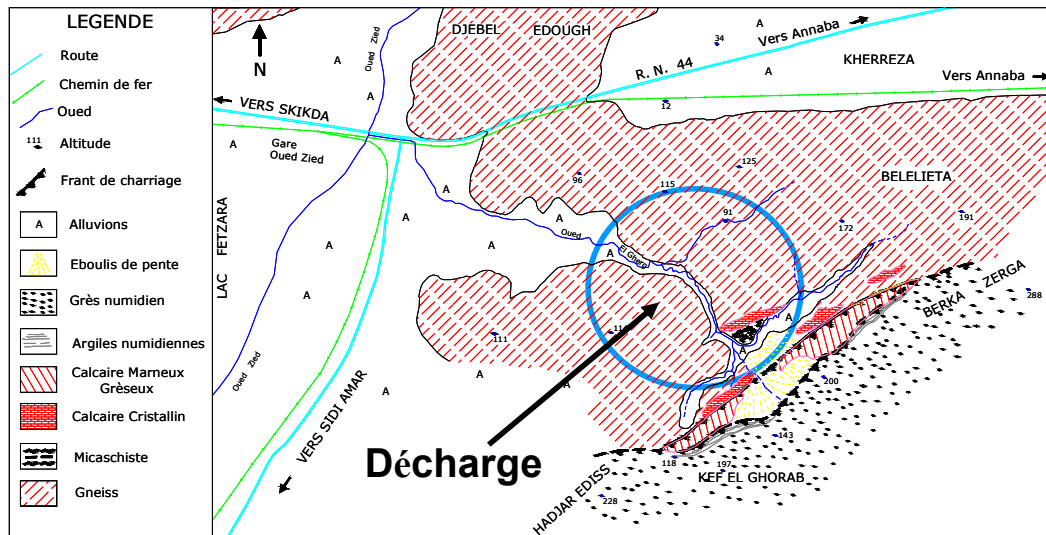 LEGENDE
Route
Chemin de fer
Oued
111
Altitude
Frant de charriage
A
Alluvions
Eboulis de pente
Grès numidien
Argiles numidiennes
Calcaire Marneux
Grèseux
Calcaire Cristallin
Micaschiste
Gneiss
N
A
A
A
Oued Zied
DJEBEL EDOUGH
A
34
Vers Annaba
R. N. 44
KHERREZA
A
Vers Annaba
12
VERS SKIKDA
A
Gare
Oued Zied
96
125
115
BELELIETA
191
91
172
A
A
A
A
A
Oued
El Ghera
A
LAC FETZARA
A
A
A
A
288
BERKA ZERGA
111
114
A
A
A
Oued Zied
A
A
A
200
VERS SIDI AMAR
Décharge
143
118
197
KEF EL GHORAB
228
HADJAR EDISS